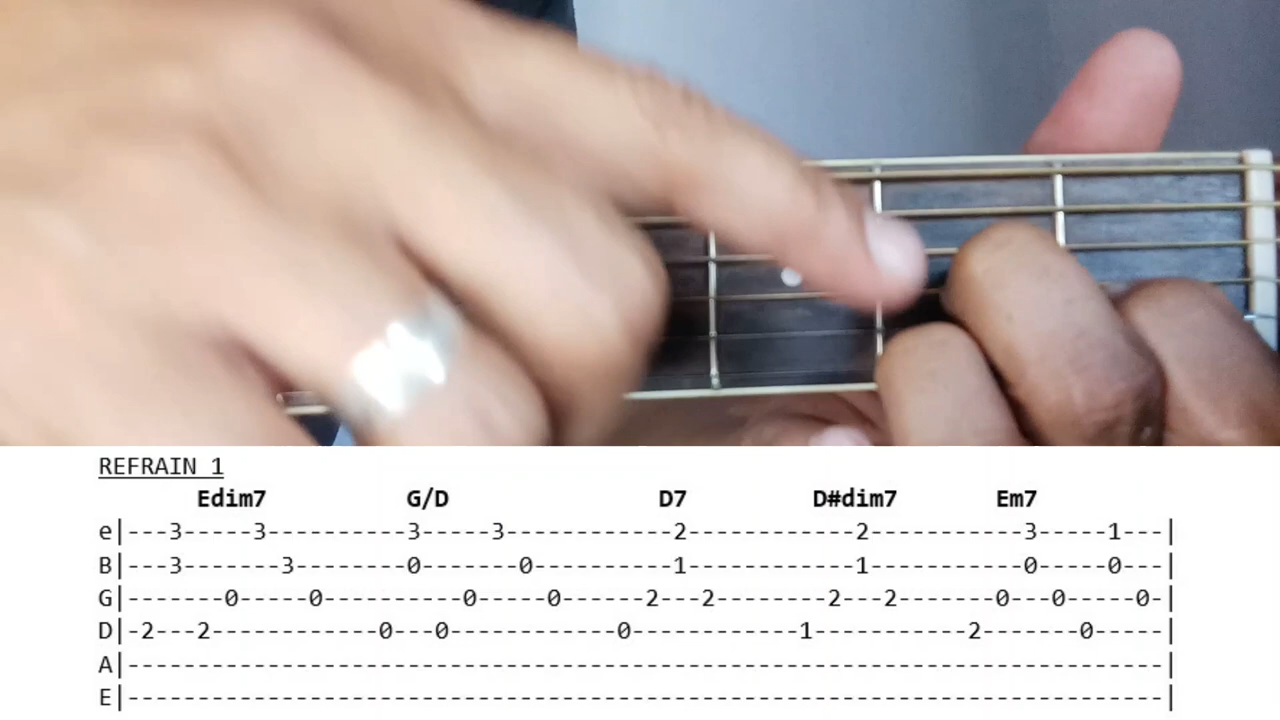 REFRAIN 1
Edim7 G/D D7 D#dim7 Em7
e|---3-----3----------3-----3------------2------------2-----------3-----1---|
B|---3-------3--------0-------0----------1------------1-----------0-----0---|
G|-------0-----0----------0-----0------2---2--------2---2-------0---0-----0-|
D|-2---2------------0---0------------0------------1-----------2-------0-----|
A|--------------------------------------------------------------------------|
E|--------------------------------------------------------------------------|